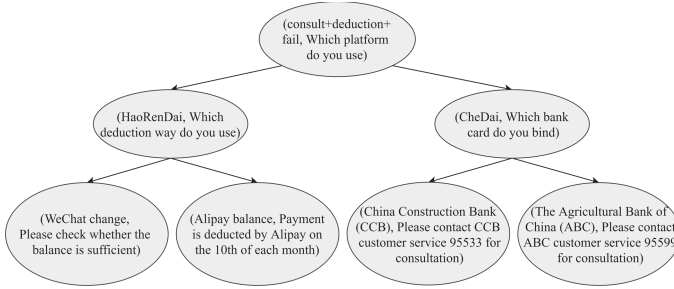 (consult+deduction+
fail, Which platform
do you use)
(HaoRenDai, Which
deduction way do you use)
(CheDai, Which bank
card do you bind)
(WeChat change,
Please check whether the
balance is sufficient)
(Alipay balance, Payment
is deducted by Alipay on
the 10th of each month)
(China Construction Bank
(CCB), Please contact CCB
customer service 95533 for
consultation)
(The Agricultural Bank of
China (ABC), Please contact
ABC customer service 95599
for consultation)